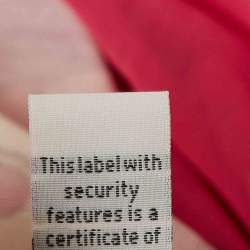 This label with
security
features is a
certificate of